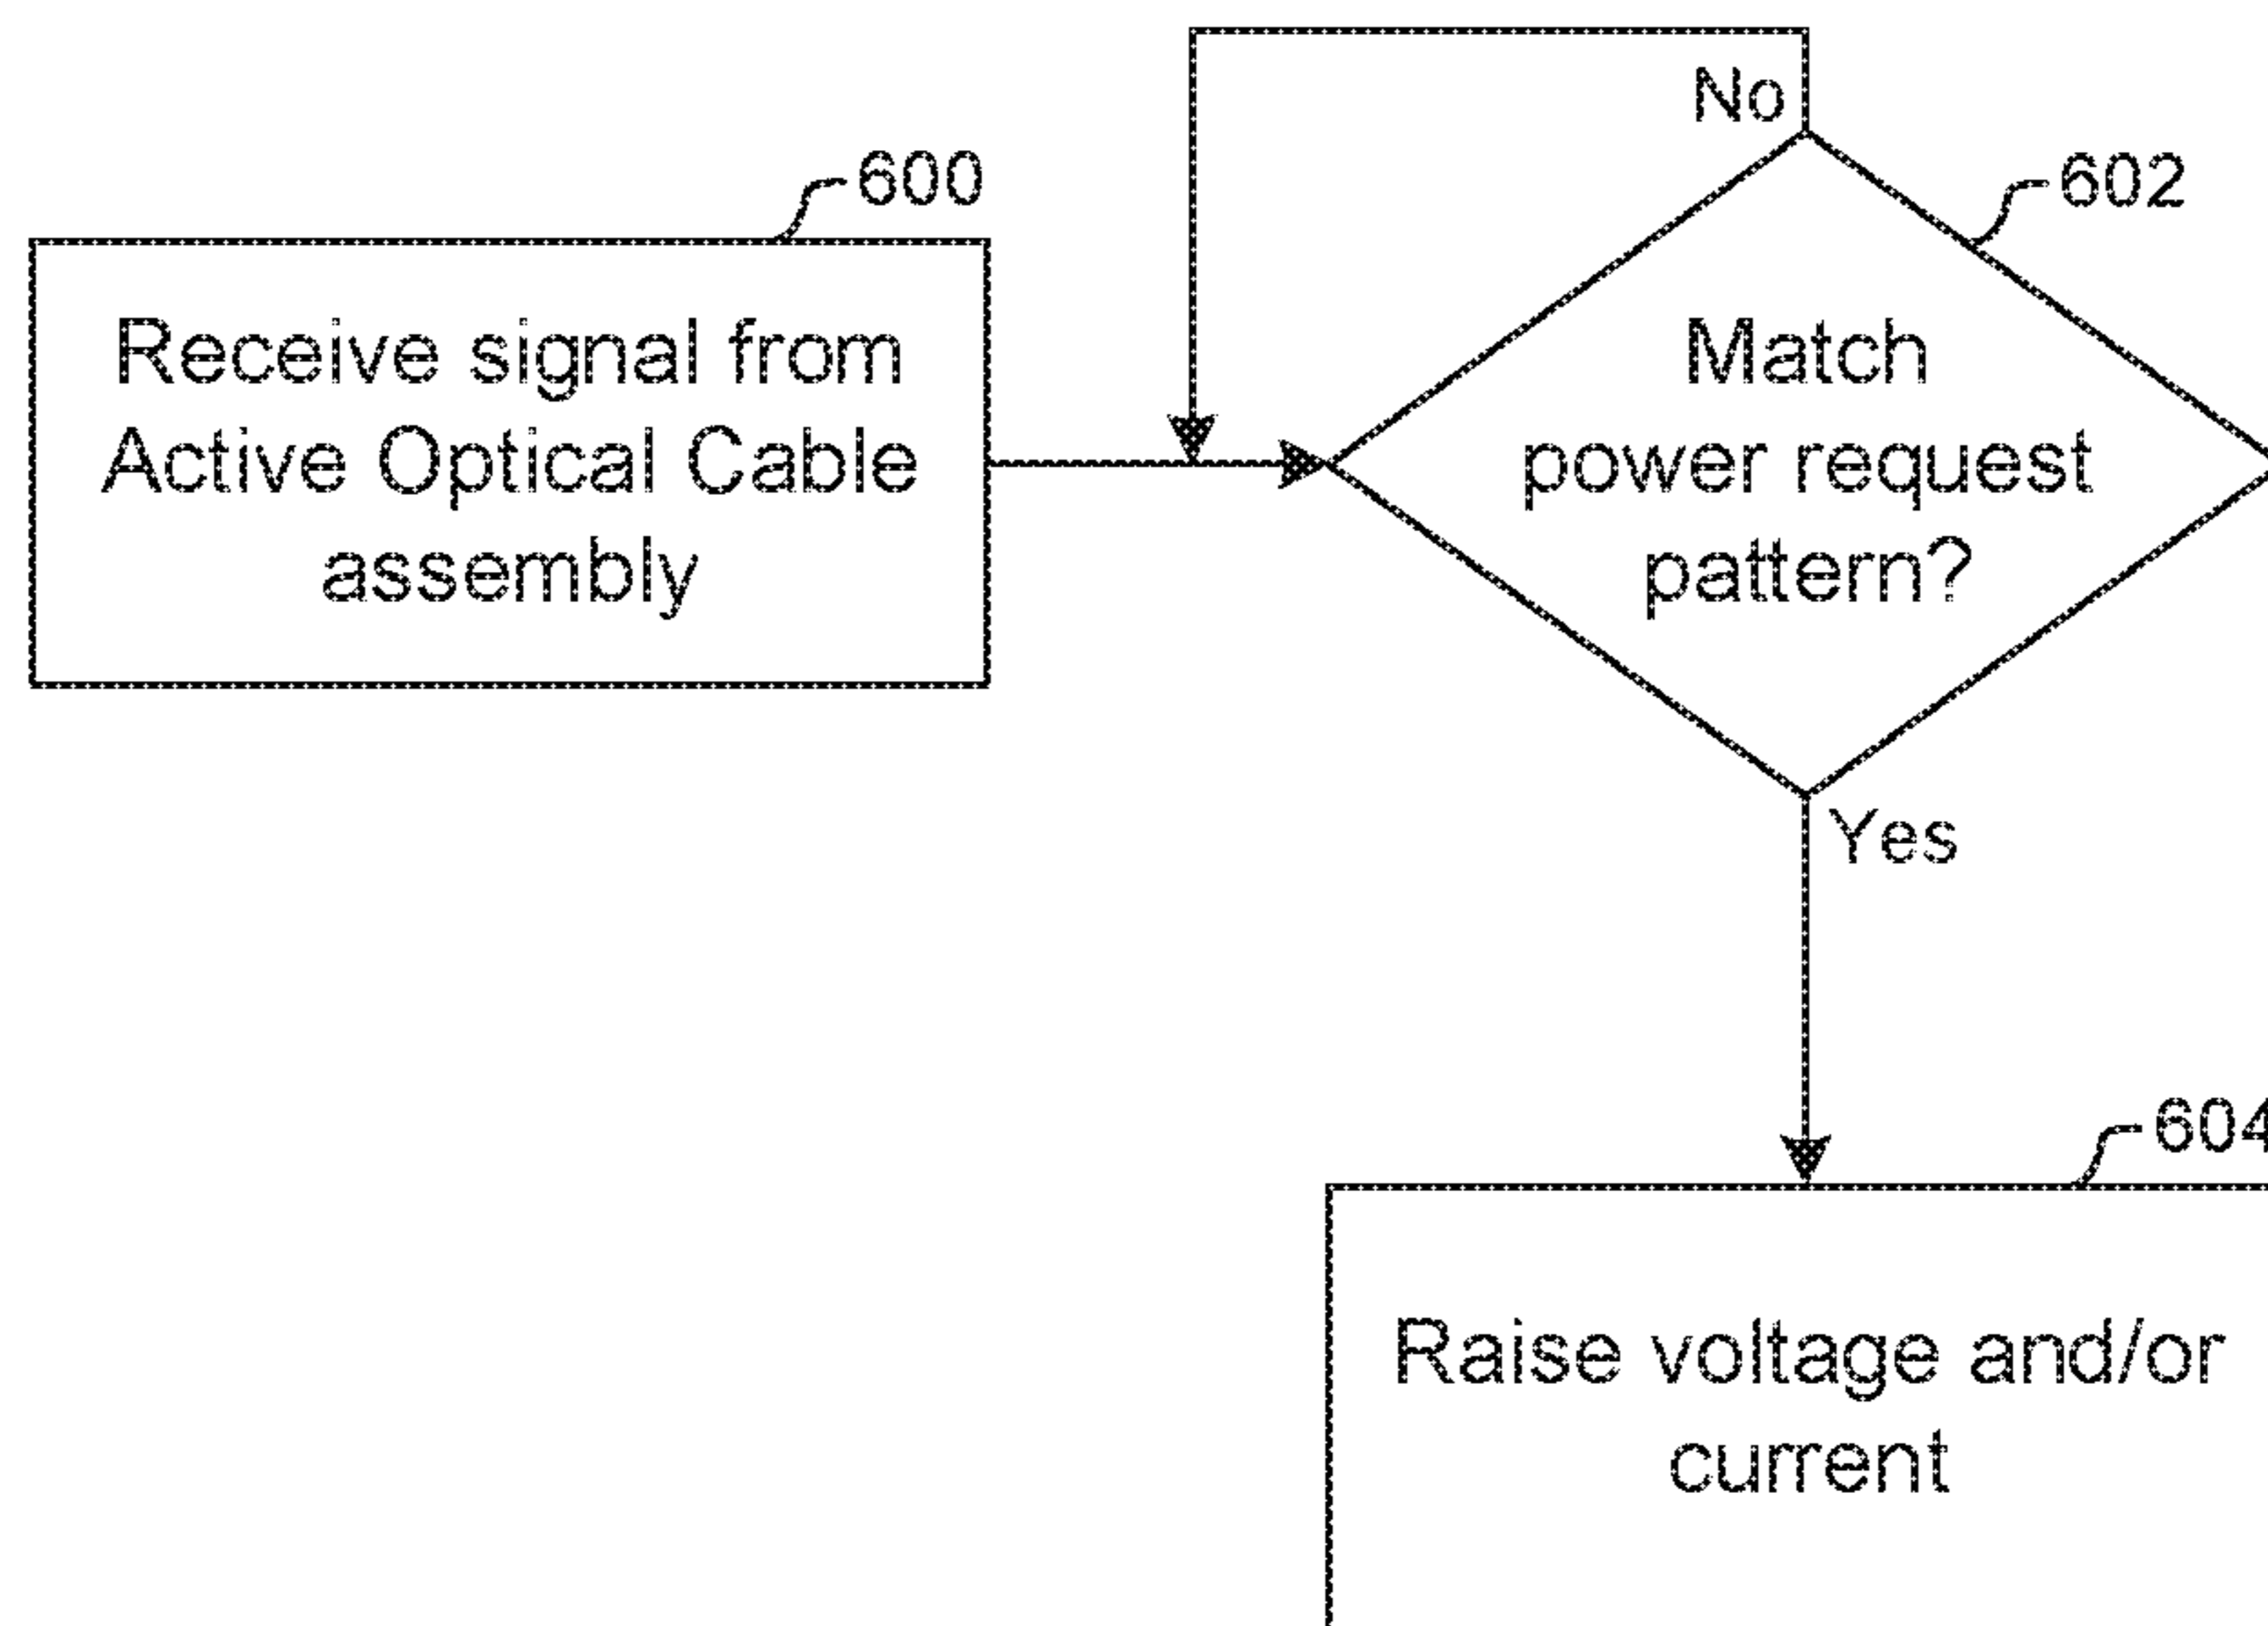 600
Receive signal from
Active Optical Cable
assembly
No
602
Match
power request
pattern?
Yes
604
Raise voltage and/or
current